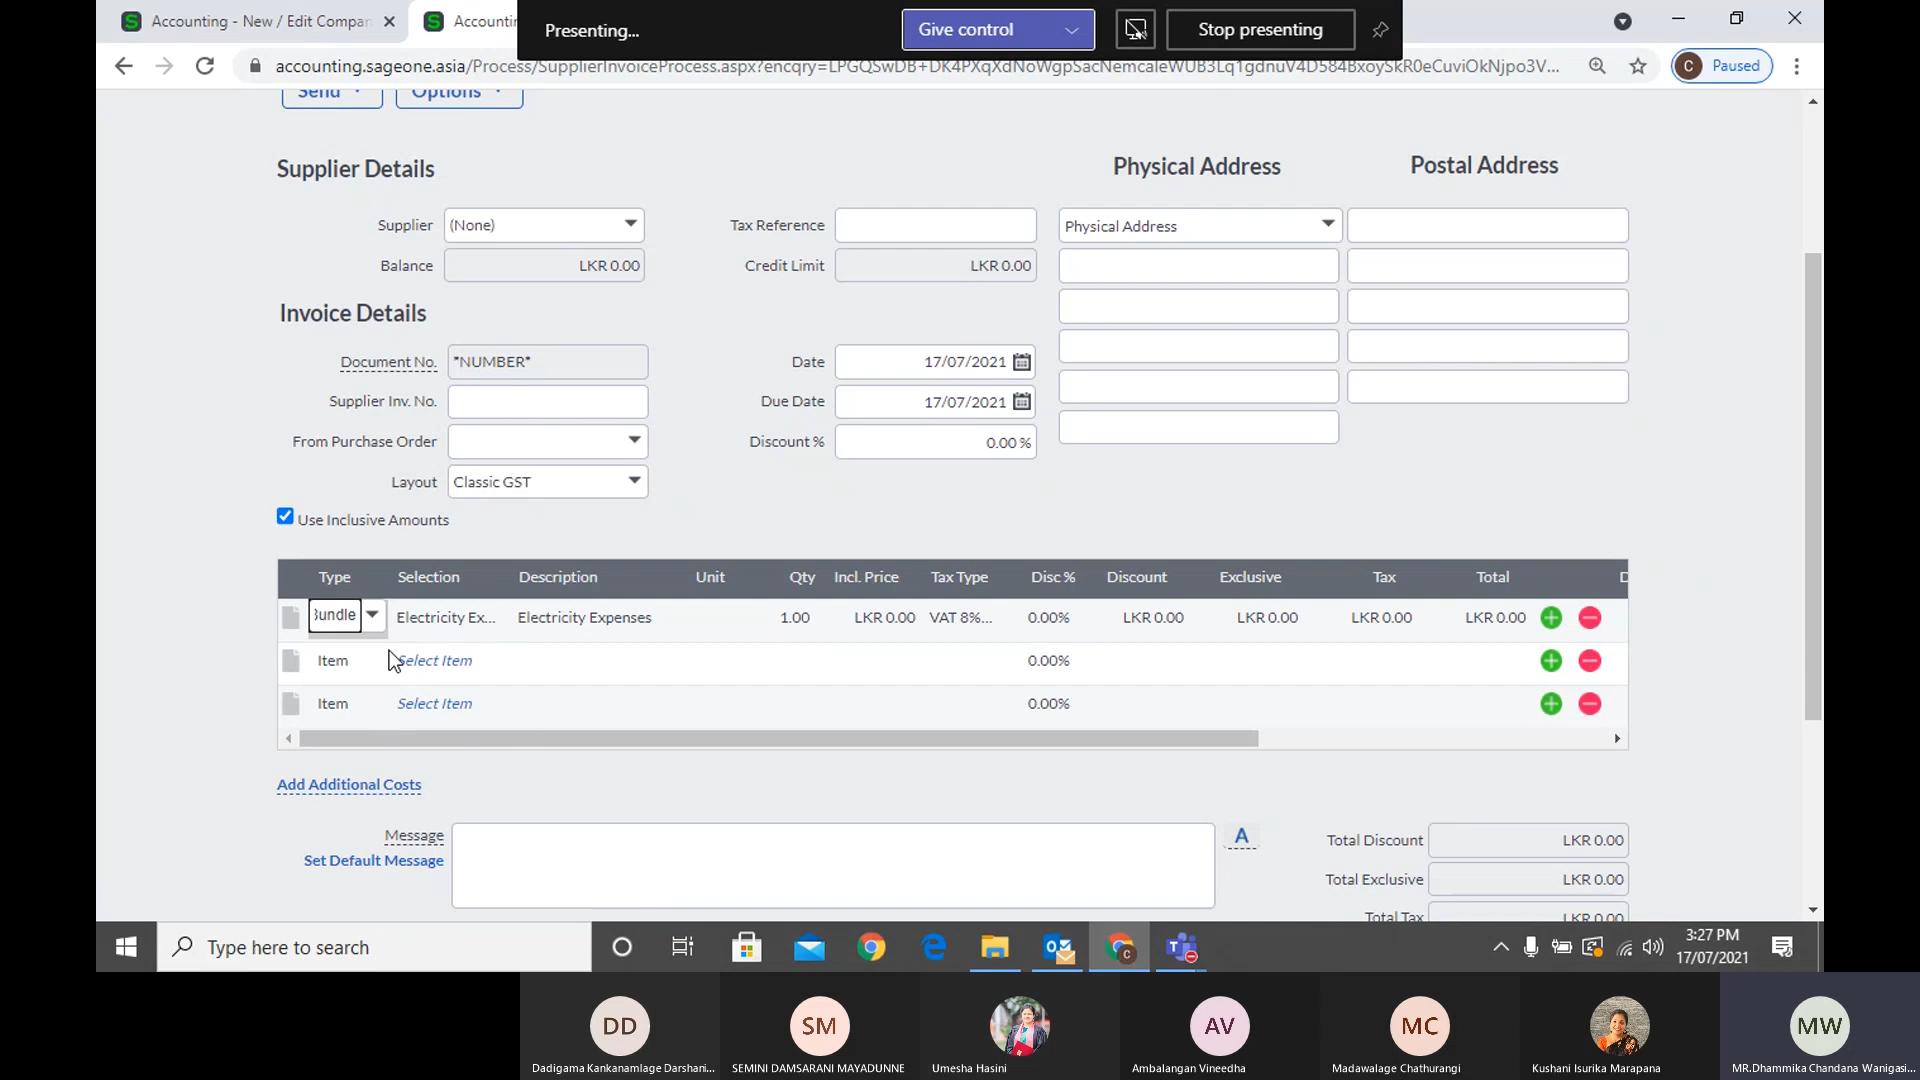 Accounting - New / Edit Compan
Accountin
Presenting...
Give control
Stop presenting
accounting.sageone.asia/Process/SupplierInvoiceProcess.aspx?encqry=LPGQSwDB+DK4PXqXdNoWgpSacNemcaleWUB3Lq1gdnuV4D584BxoySkR0eCuviOkNjpo3V...
C
Paused
Send
Options
Supplier Details
Physical Address
Postal Address
Supplier (None)
Tax Reference
Physical Address
Balance LKR 0.00
Credit Limit LKR 0.00
Invoice Details
Document No. *NUMBER*
Date 17/07/2021
Supplier Inv. No.
Due Date 17/07/2021
From Purchase Order
Discount % 0.00 %
Layout Classic GST
Use Inclusive Amounts
Type Selection Description Unit Qty Incl. Price Tax Type Disc % Discount Exclusive Tax Total
Bundle Electricity Ex... Electricity Expenses 1.00 LKR 0.00 VAT 8%... 0.00% LKR 0.00 LKR 0.00 LKR 0.00 LKR 0.00
Item Select Item 0.00%
Item Select Item 0.00%
Add Additional Costs
Message
Set Default Message
A
Total Discount LKR 0.00
Total Exclusive LKR 0.00
Total Tax LKR 0.00
Type here to search
3:27 PM
17/07/2021
DD
SM
AV
MC
MW
Dadigama Kankanamlage Darshani...
SEMINI DAMSARANI MAYADUNNE
Umesha Hasini
Ambalangan Vineedha
Madawalage Chathurangi
Kushani Isurika Marapana
MR.Dhammika Chandana Wanigasi...